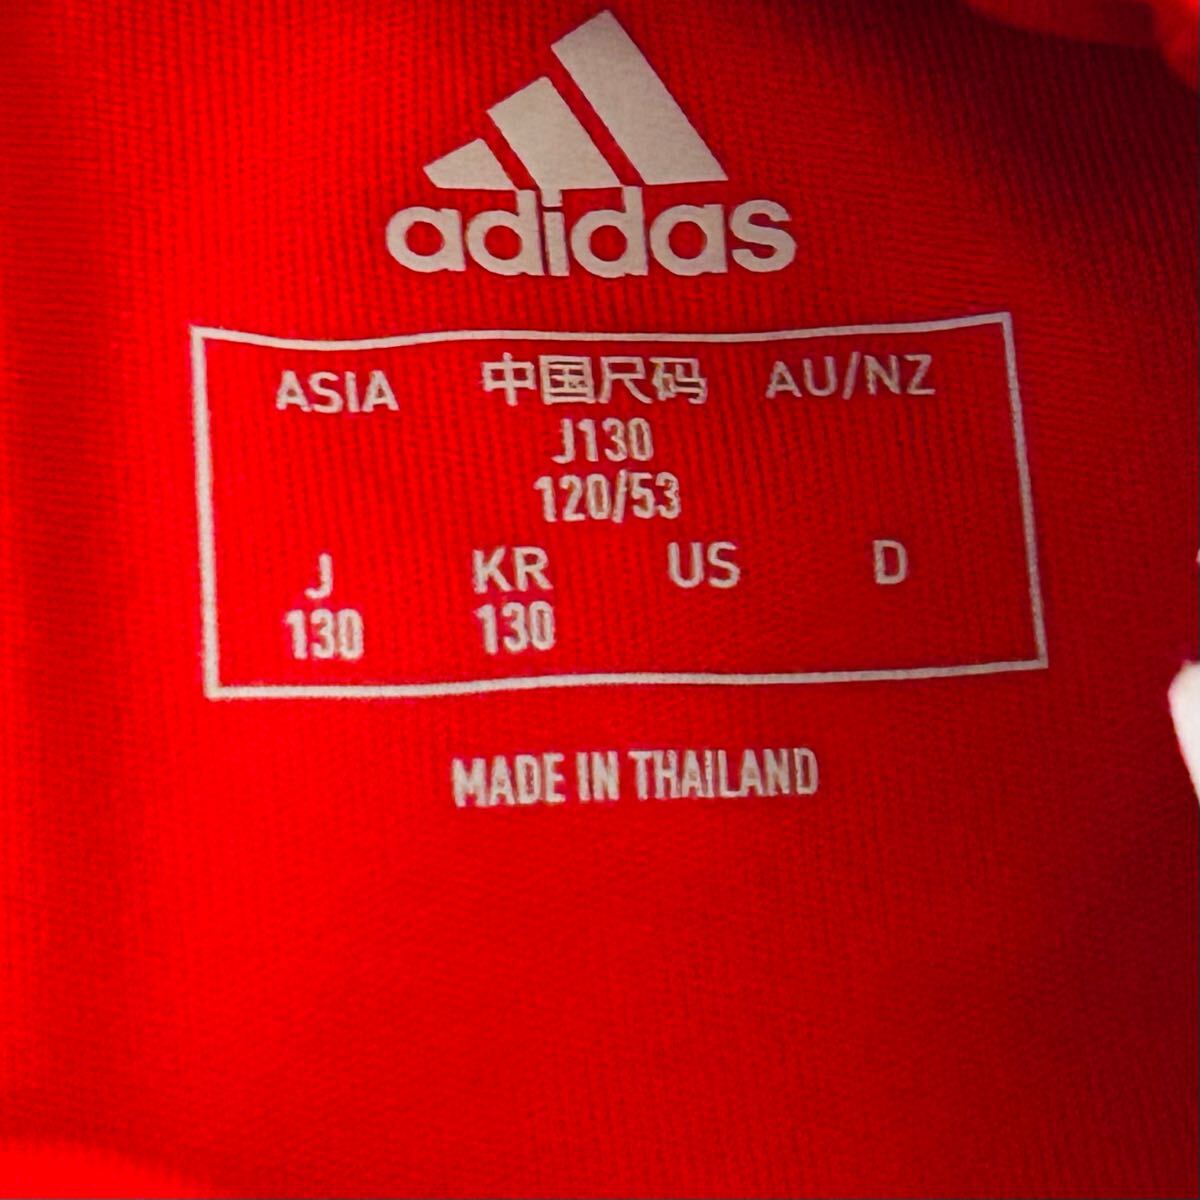 adidas
ASIA 中国尺码 AU/NZ
J130
120/53
J KR US D
130 130
MADE IN THAILAND